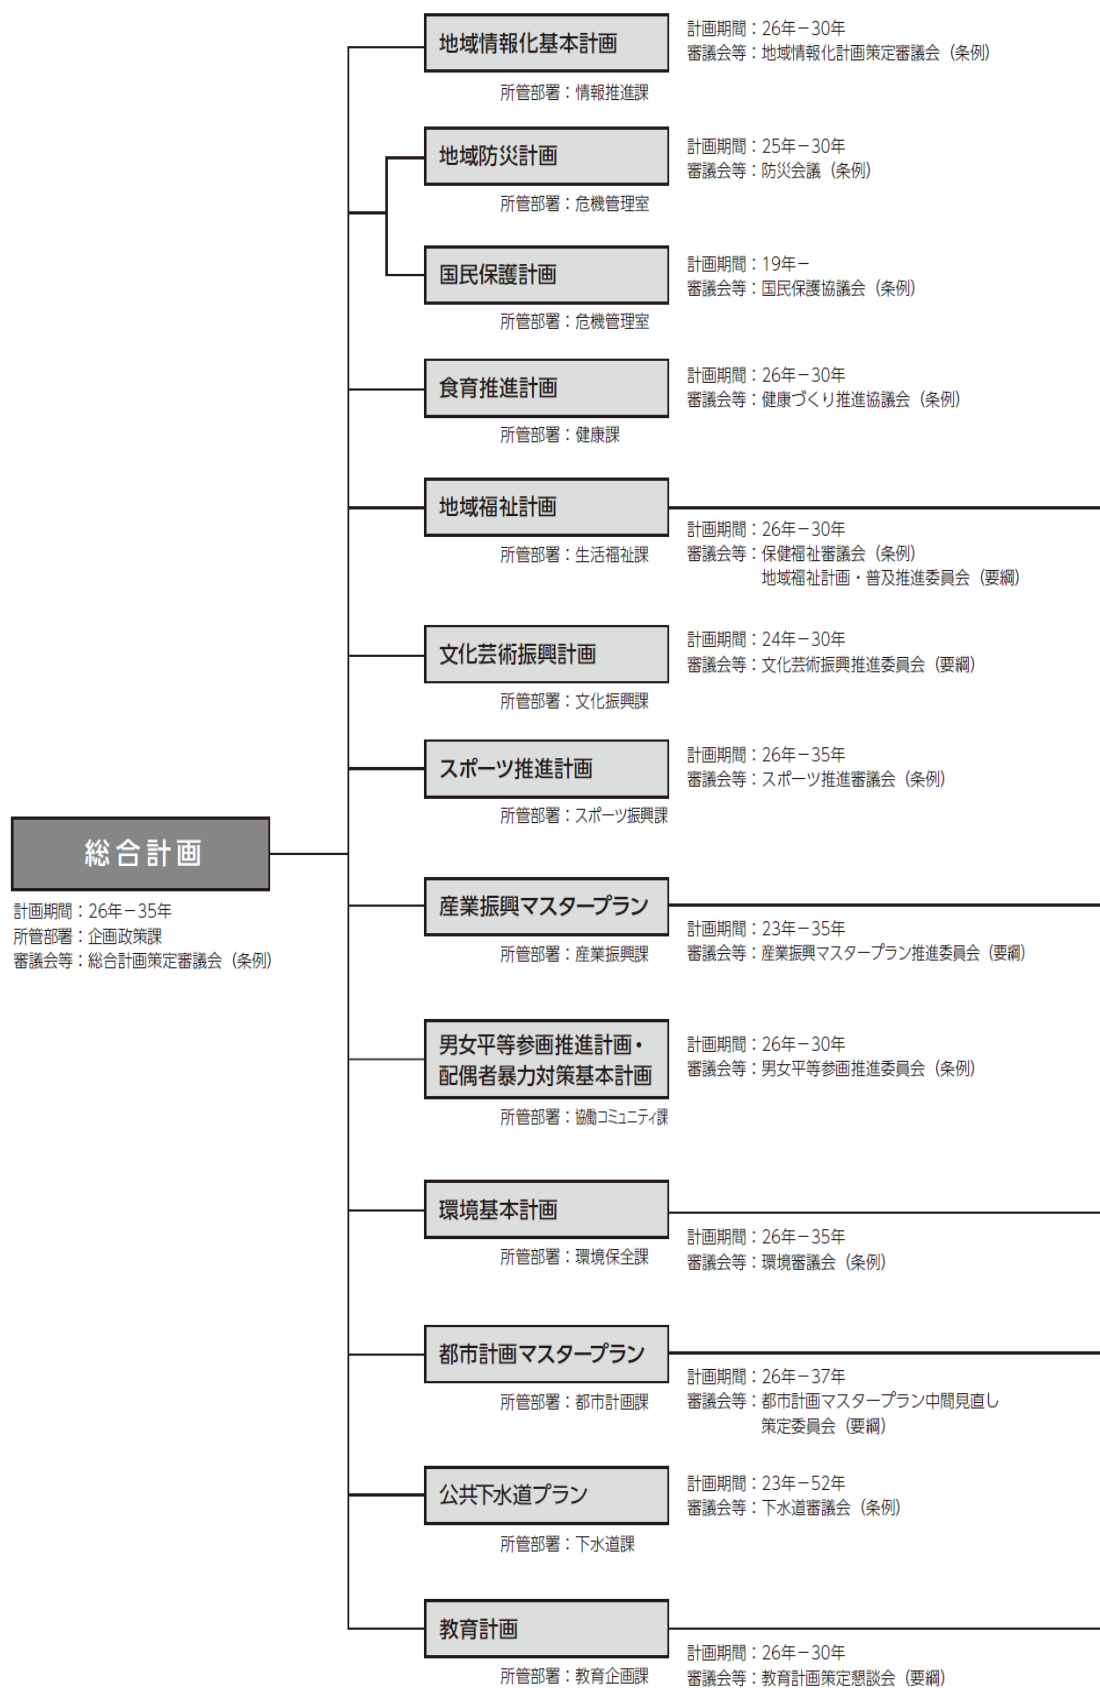 地域情報化基本計画
計画期間：26年－30年
審議会等：地域情報化計画策定審議会（条例）
所管部署：情報推進課
地域防災計画
計画期間：25年－30年
審議会等：防災会議（条例）
所管部署：危機管理室
国民保護計画
計画期間：19年－
審議会等：国民保護協議会（条例）
所管部署：危機管理室
食育推進計画
計画期間：26年－30年
審議会等：健康づくり推進協議会（条例）
所管部署：健康課
地域福祉計画
計画期間：26年－30年
審議会等：保健福祉審議会（条例）
地域福祉計画・普及推進委員会（要綱）
所管部署：生活福祉課
文化芸術振興計画
計画期間：24年－30年
審議会等：文化芸術振興推進委員会（要綱）
所管部署：文化振興課
スポーツ推進計画
計画期間：26年－35年
審議会等：スポーツ推進審議会（条例）
所管部署：スポーツ振興課
総合計画
計画期間：26年－35年
所管部署：企画政策課
審議会等：総合計画策定審議会（条例）
産業振興マスタープラン
計画期間：23年－35年
審議会等：産業振興マスタープラン推進委員会（要綱）
所管部署：産業振興課
男女平等参画推進計画・
配偶者暴力対策基本計画
計画期間：26年－30年
審議会等：男女平等参画推進委員会（条例）
所管部署：協働コミュニティ課
環境基本計画
計画期間：26年－35年
審議会等：環境審議会（条例）
所管部署：環境保全課
都市計画マスタープラン
計画期間：26年－37年
審議会等：都市計画マスタープラン中間見直し
策定委員会（要綱）
所管部署：都市計画課
公共下水道プラン
計画期間：23年－52年
審議会等：下水道審議会（条例）
所管部署：下水道課
教育計画
計画期間：26年－30年
審議会等：教育計画策定懇談会（要綱）
所管部署：教育企画課